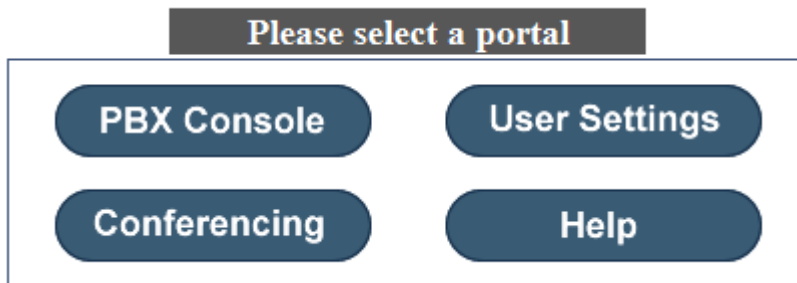 Please select a portal
PBX Console
User Settings
Conferencing
Help